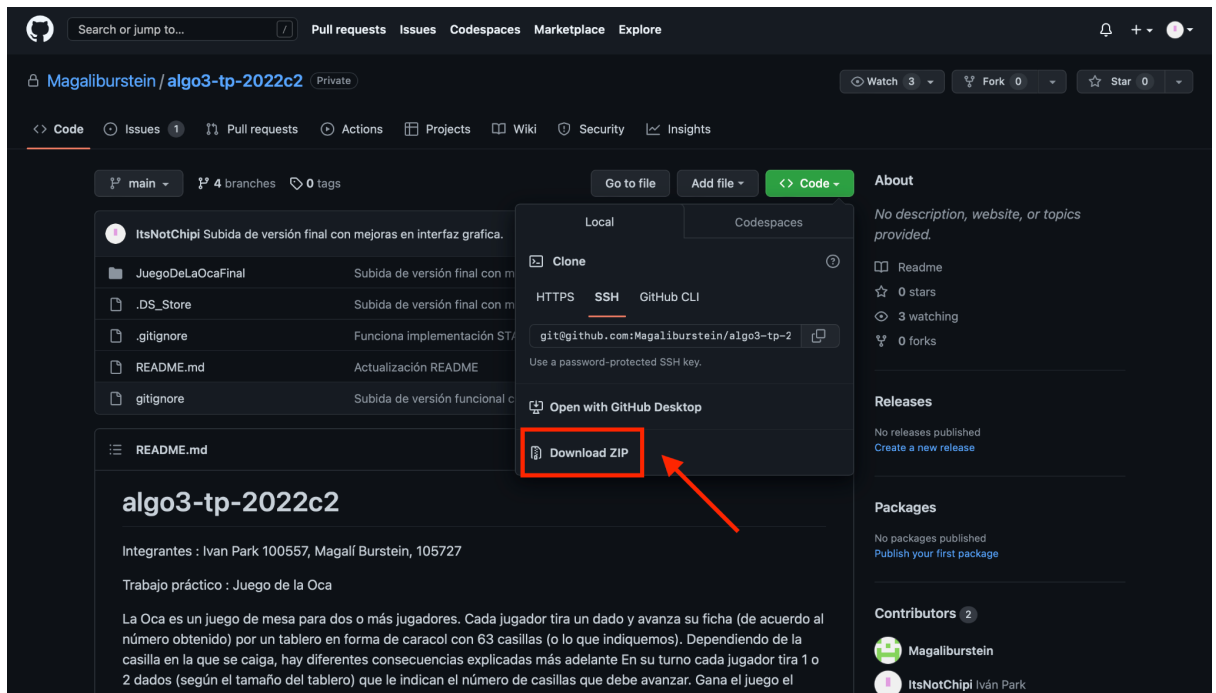 Search or jump to... /
Pull requests Issues Codespaces Marketplace Explore
Magaliburstein / algo3-tp-2022c2 Private
Watch 3 Fork 0 Star 0
Code Issues 1 Pull requests Actions Projects Wiki Security Insights
main 4 branches 0 tags
Go to file Add file Code
ItsNotChipi Subida de versión final con mejoras en interfaz grafica.
JuegoDeLaOcaFinal Subida de versión final con m
.DS_Store Subida de versión final con m
.gitignore Funciona implementación STA
README.md Actualización README
gitignore Subida de versión funcional c
Local Codespaces
Clone
HTTPS SSH GitHub CLI
git@github.com:Magaliburstein/algo3-tp-2
Use a password-protected SSH key.
Open with GitHub Desktop
Download ZIP
README.md
algo3-tp-2022c2
Integrantes : Ivan Park 100557, Magalí Burstein, 105727
Trabajo práctico : Juego de la Oca
La Oca es un juego de mesa para dos o más jugadores. Cada jugador tira un dado y avanza su ficha (de acuerdo al
número obtenido) por un tablero en forma de caracol con 63 casillas (o lo que indiquemos). Dependiendo de la
casilla en la que se caiga, hay diferentes consecuencias explicadas más adelante En su turno cada jugador tira 1 o
2 dados (según el tamaño del tablero) que le indican el número de casillas que debe avanzar. Gana el juego el
About
No description, website, or topics
provided.
Readme
0 stars
3 watching
0 forks
Releases
No releases published
Create a new release
Packages
No packages published
Publish your first package
Contributors 2
Magaliburstein
ItsNotChipi Iván Park